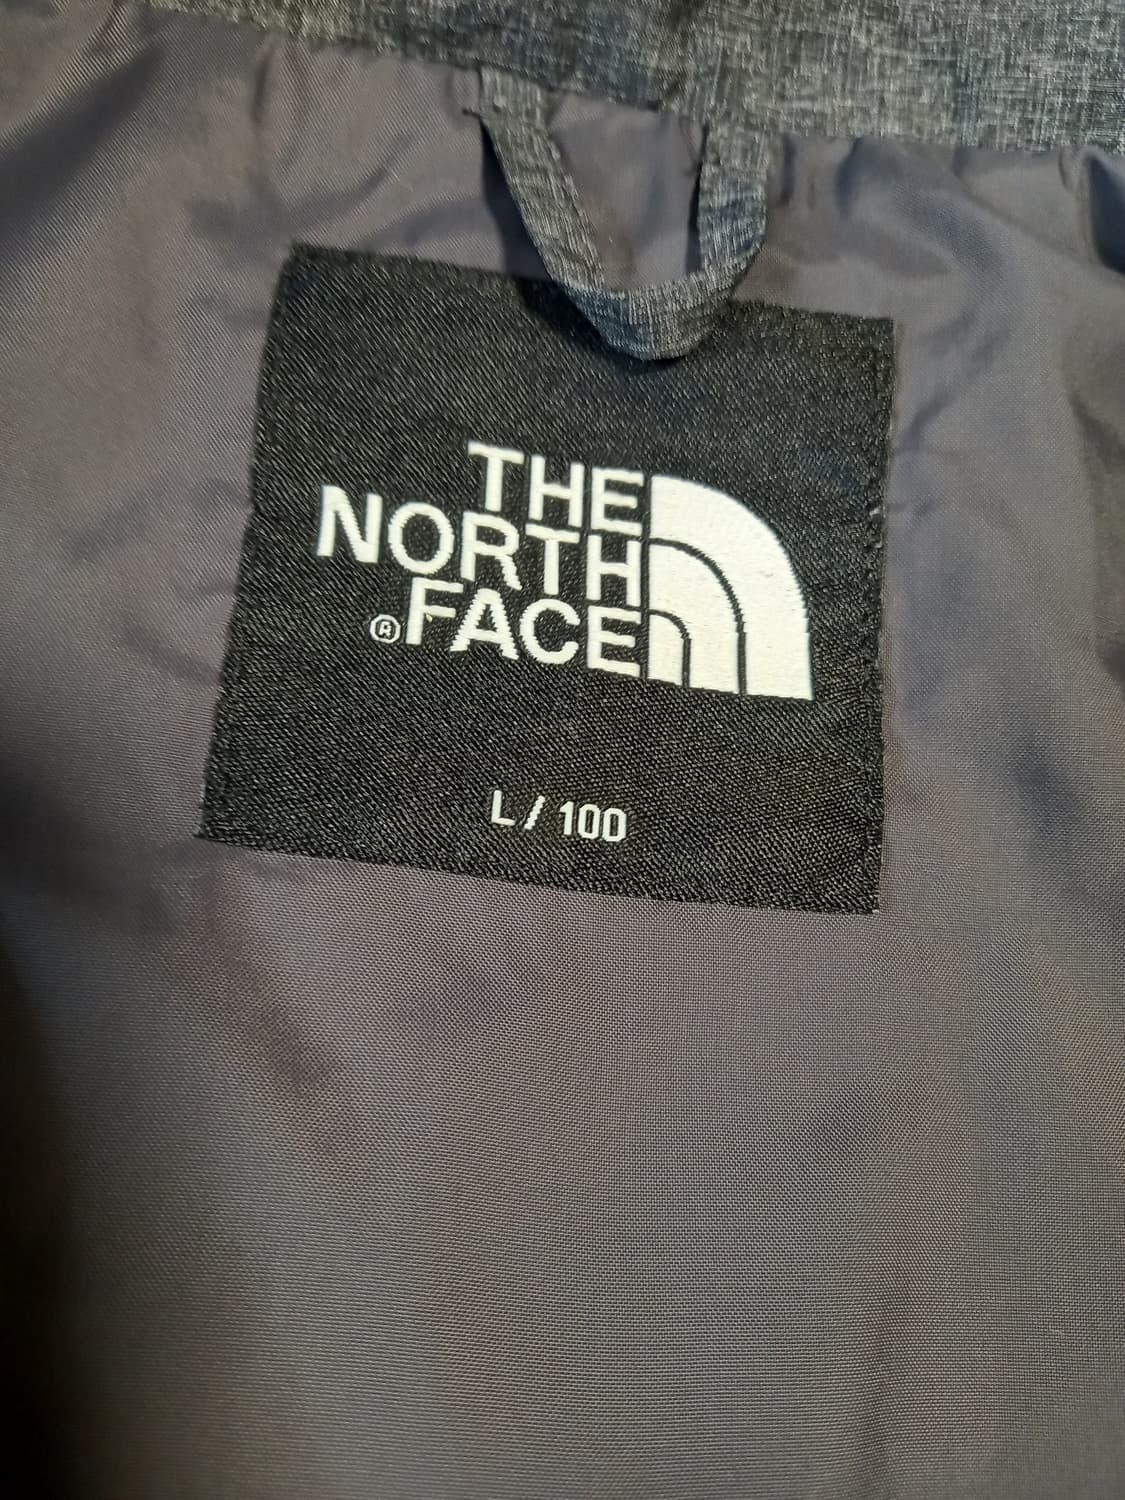 THE
NORTH
® FACE
L / 100